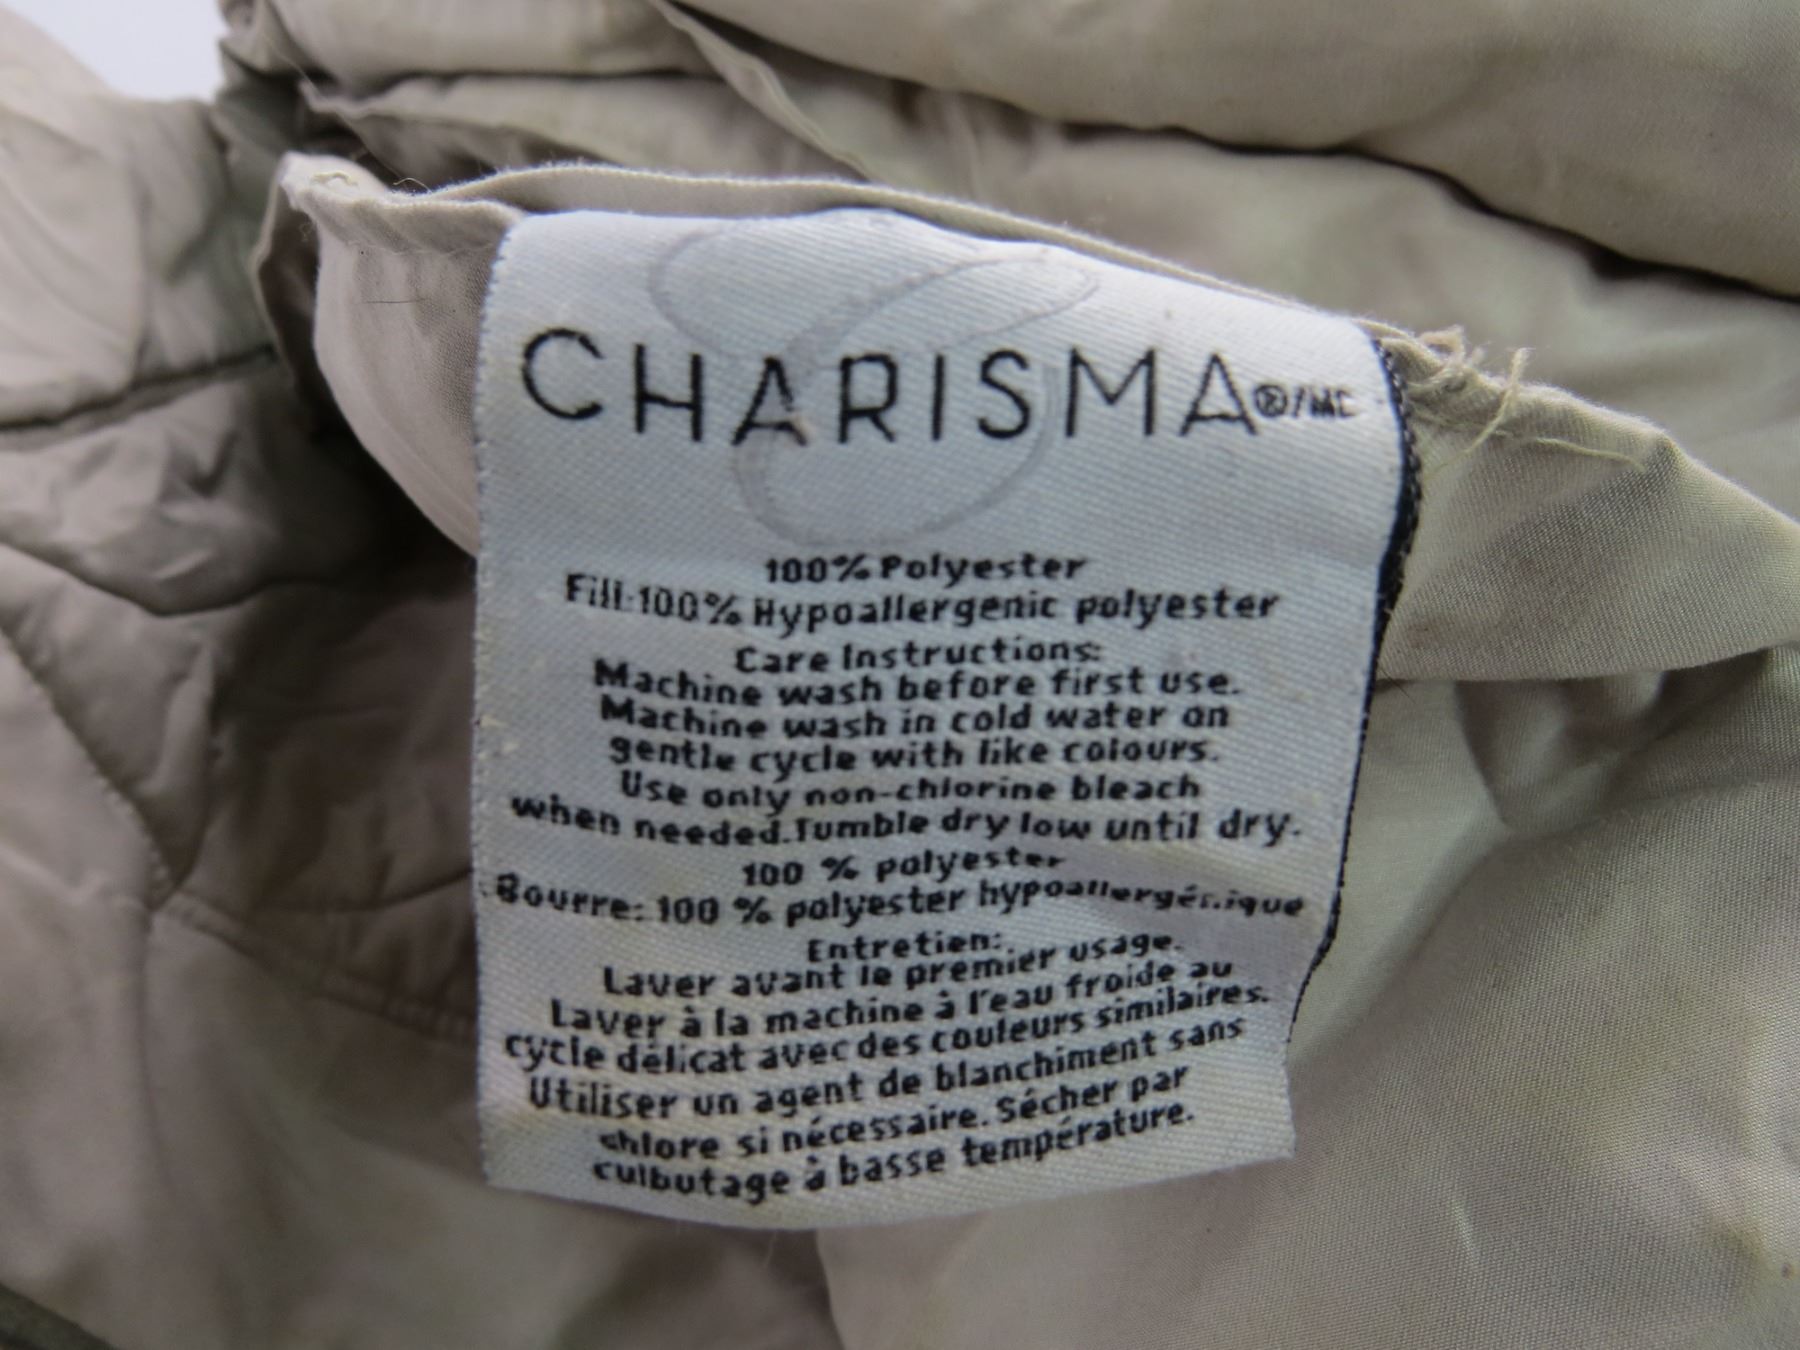 CHARISMA®/MC
100% Polyester
Fill:100% Hypoallergenic polyester
Care Instructions:
Machine wash before first use.
Machine wash in cold water on
gentle cycle with like colours.
Use only non-chlorine bleach
when needed.Tumble dry low until dry.
100 % polyester
Bourre: 100 % polyester hypoallergénique
Entretien:
Laver avant le premier usage.
Laver à la machine à l'eau froide au
cycle délicat avec des couleurs similaires.
Utiliser un agent de blanchiment sans
chlore si nécessaire. Sécher par
culbutage à basse température.